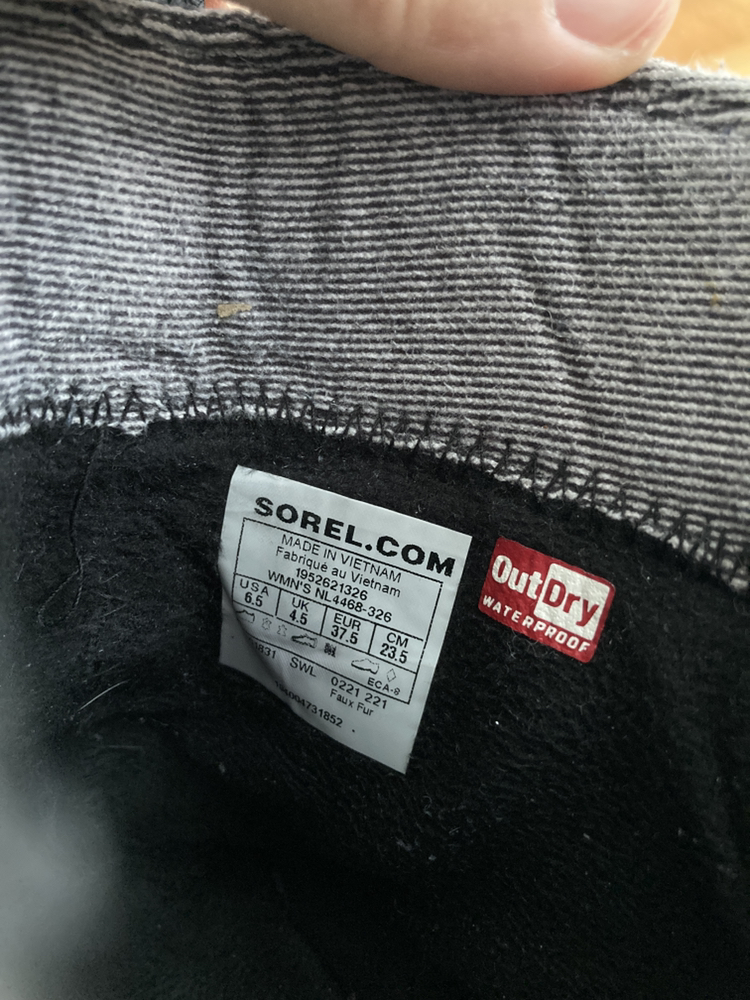 SOREL.COM
MADE IN VIETNAM
Fabriqué au Vietnam
1952621326
WMN'S NL4468-326
USA UK EUR CM
6.5 4.5 37.5 23.5
SWL 0221 221 ECA-8
Faux Fur
OutDry
WATERPROOF